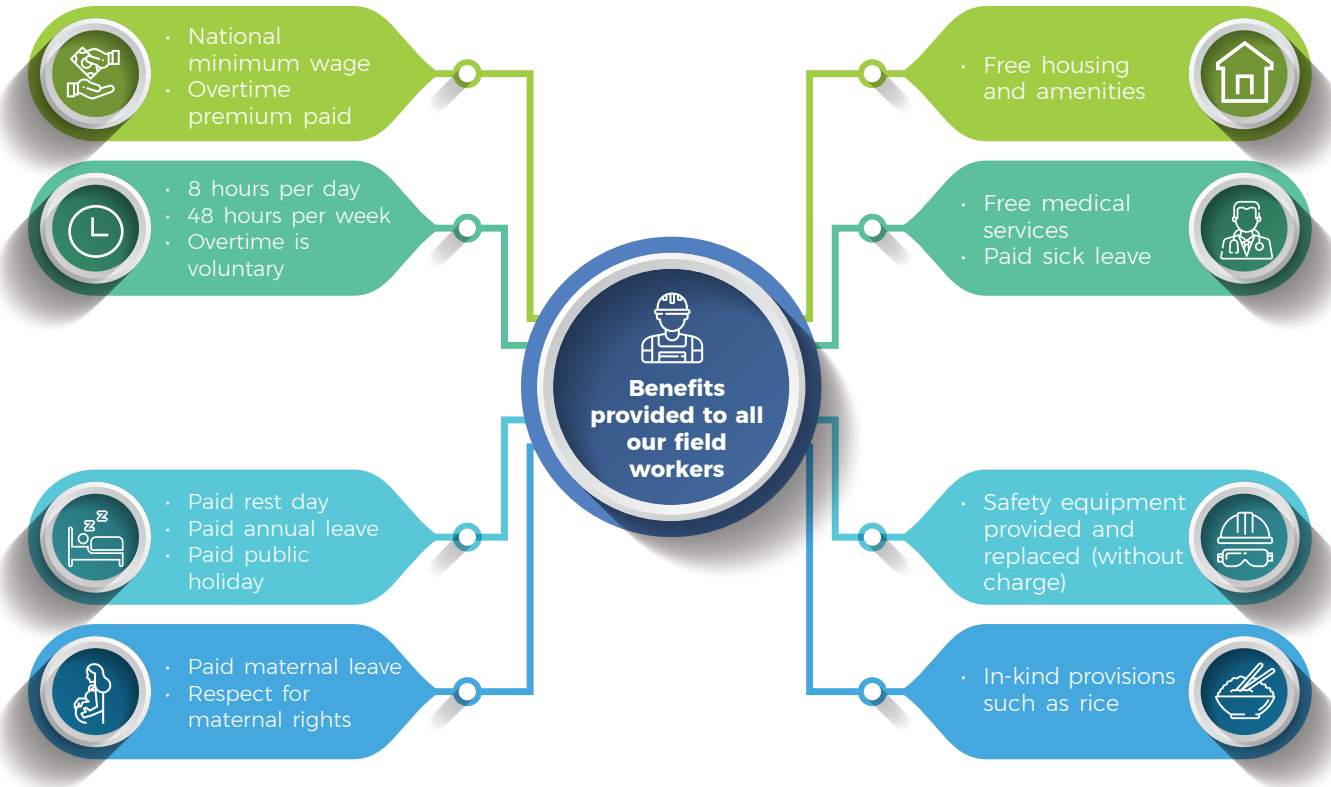 • National
minimum wage
• Overtime
premium paid
• 8 hours per day
• 48 hours per week
• Overtime is
voluntary
• Paid rest day
• Paid annual leave
• Paid public
holiday
• Paid maternal leave
• Respect for
maternal rights
Benefits
provided to all
our field
workers
• Free housing
and amenities
• Free medical
services
• Paid sick leave
• Safety equipment
provided and
replaced (without
charge)
• In-kind provisions
such as rice